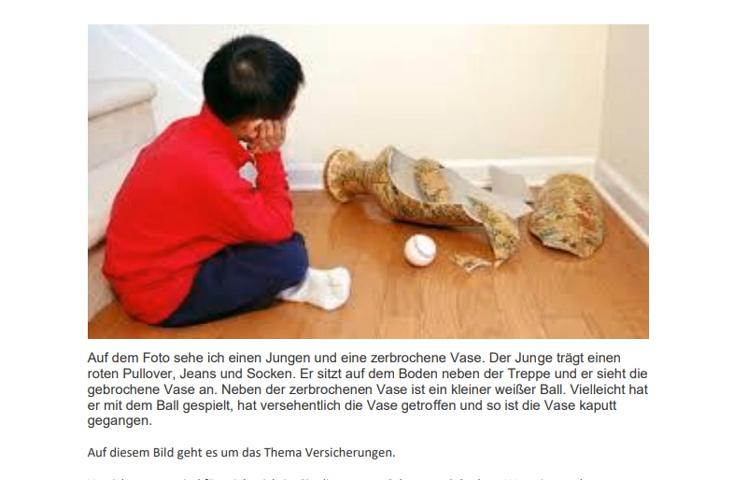 Auf dem Foto sehe ich einen Jungen und eine zerbrochene Vase. Der Junge trägt einen
roten Pullover, Jeans und Socken. Er sitzt auf dem Boden neben der Treppe und er sieht die
gebrochene Vase an. Neben der zerbrochenen Vase ist ein kleiner weißer Ball. Vielleicht hat
er mit dem Ball gespielt, hat versehentlich die Vase getroffen und so ist die Vase kaputt
gegangen.
Auf diesem Bild geht es um das Thema Versicherungen.